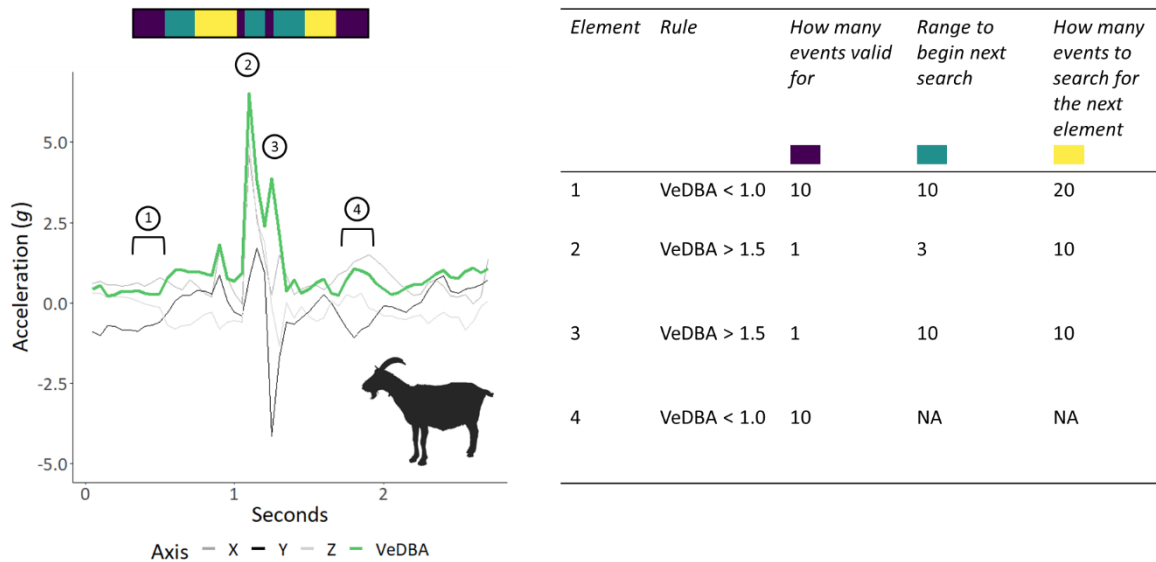 2
3
1
4
5.0
2.5
0.0
-2.5
-5.0
Acceleration (g)
0
1
2
Seconds
Axis
X
Y
Z
VeDBA
Element
Rule
How many
events valid
for
Range to
begin next
search
How many
events to
search for
the next
element
1
VeDBA < 1.0
10
10
20
2
VeDBA > 1.5
1
3
10
3
VeDBA > 1.5
1
10
10
4
VeDBA < 1.0
10
NA
NA